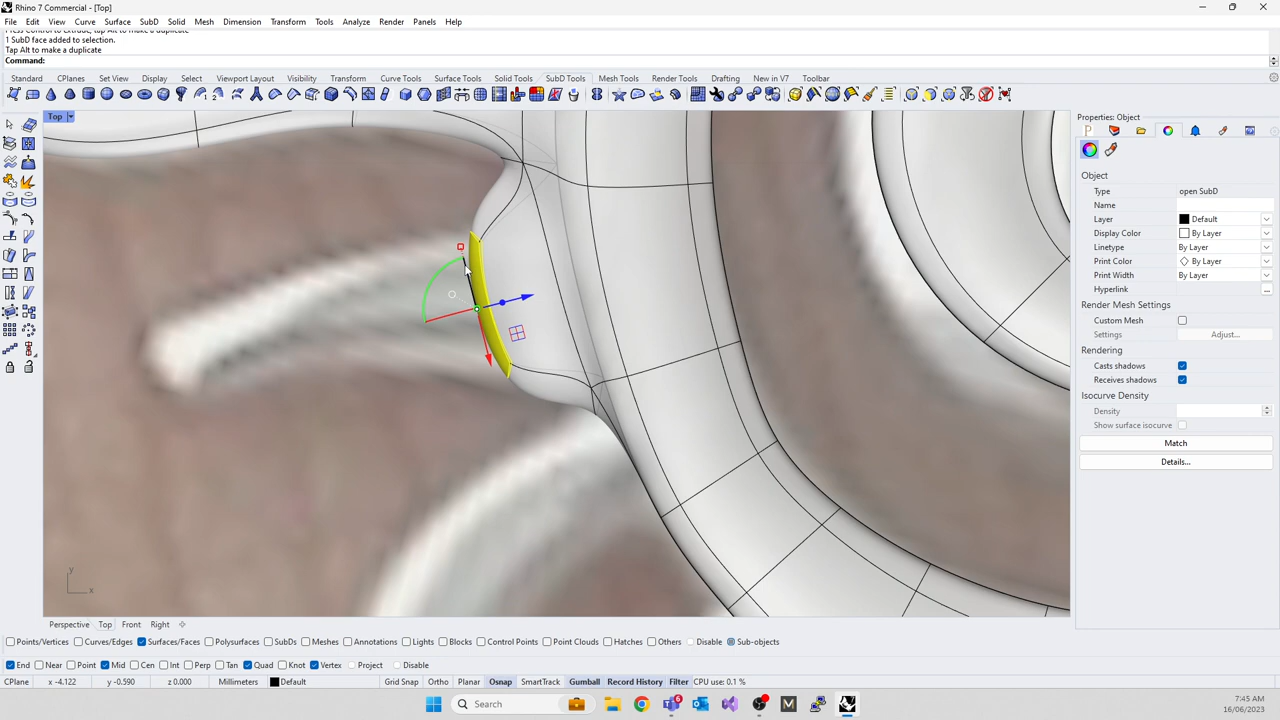 Rhino 7 Commercial - [Top]
File Edit View Curve Surface SubD Solid Mesh Dimension Transform Tools Analyze Render Panels Help
Press Control to Extrude, tap Alt to make a duplicate
1 SubD face added to selection.
Tap Alt to make a duplicate
Command:
Standard CPlanes Set View Display Select Viewport Layout Visibility Transform Curve Tools Surface Tools Solid Tools SubD Tools Mesh Tools Render Tools Drafting New in V7 Toolbar
Top
Properties: Object
Object
Type open SubD
Name
Layer Default
Display Color By Layer
Linetype By Layer
Print Color By Layer
Print Width By Layer
Hyperlink ...
Render Mesh Settings
Custom Mesh
Settings Adjust...
Rendering
Casts shadows
Receives shadows
Isocurve Density
Density
Show surface isocurve
Match
Details...
y
x
Perspective Top Front Right
Points/Vertices Curves/Edges Surfaces/Faces Polysurfaces SubDs Meshes Annotations Lights Blocks Control Points Point Clouds Hatches Others Disable Sub-objects
End Near Point Mid Cen Int Perp Tan Quad Knot Vertex Project Disable
CPlane x -4.122 y -0.590 z 0.000 Millimeters Default Grid Snap Ortho Planar Osnap SmartTrack Gumball Record History Filter CPU use: 0.1 %
Search
7:45 AM
16/06/2023